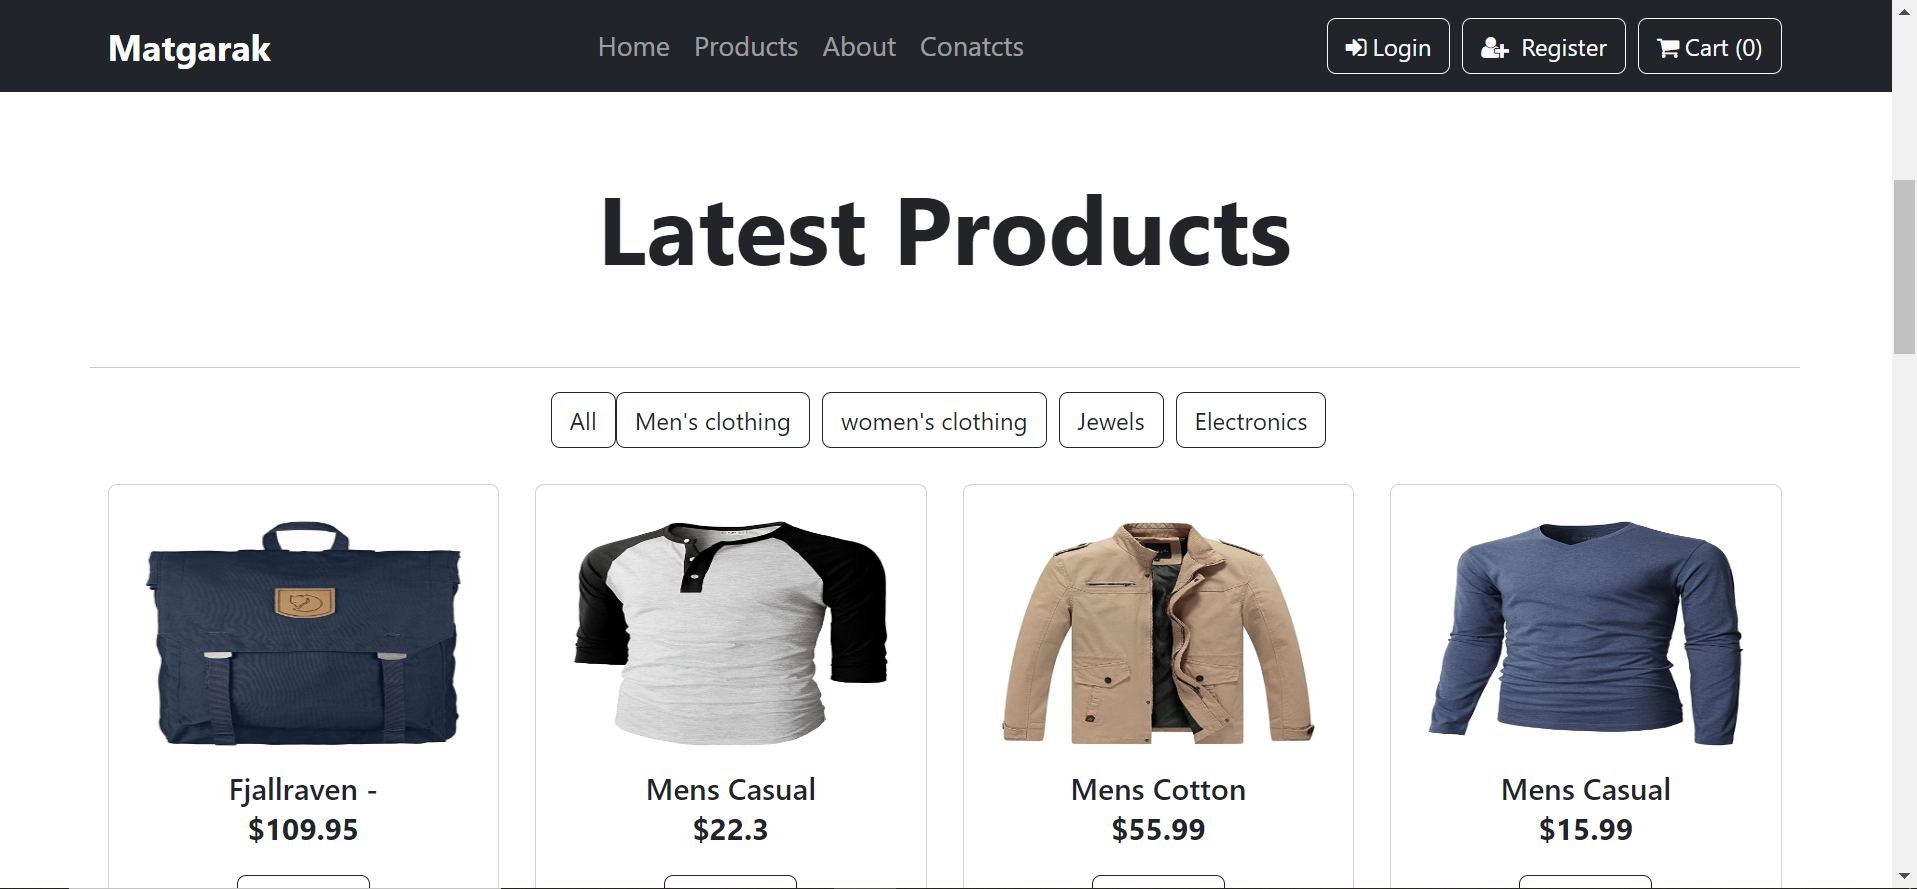 Matgarak
Home Products About Conatcts
Login Register Cart (0)
Latest Products
All Men's clothing women's clothing Jewels Electronics
Fjallraven -
$109.95
Mens Casual
$22.3
Mens Cotton
$55.99
Mens Casual
$15.99